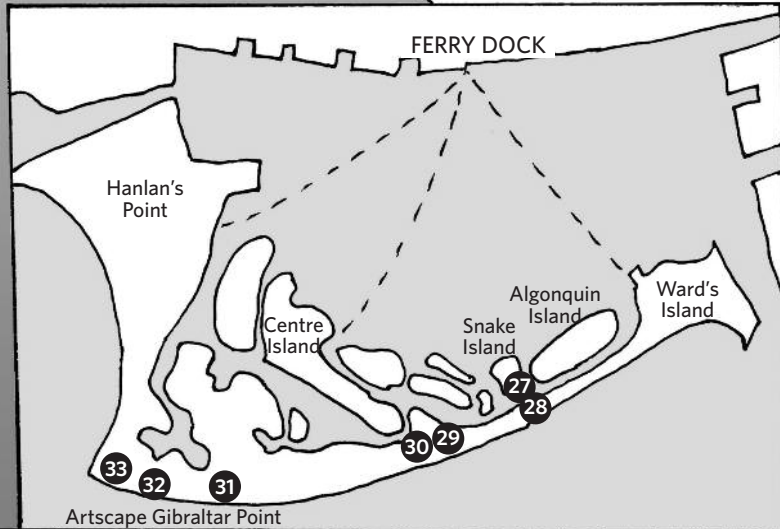 FERRY DOCK
Hanlan's
Point
Centre
Island
Snake
Island
Algonquin
Island
Ward's
Island
27
28
29
30
31
32
33
Artscape Gibraltar Point